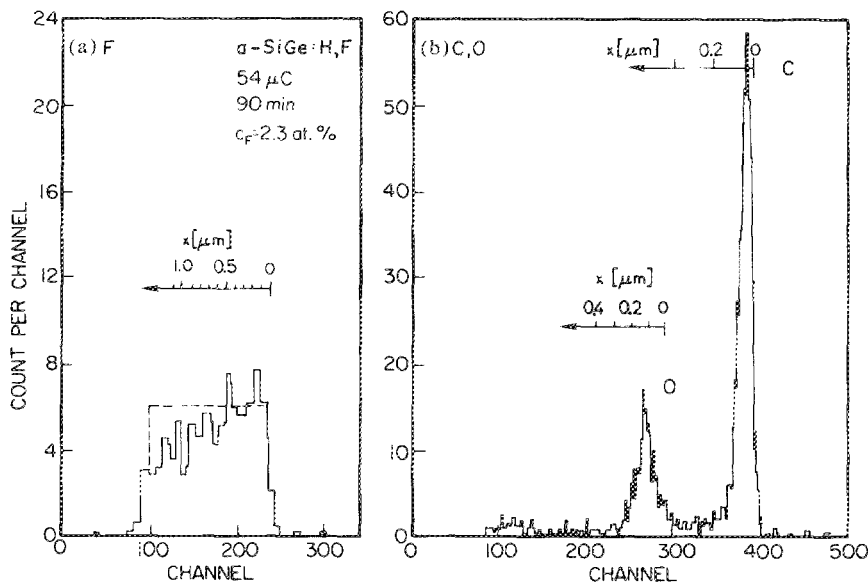 (a) F
a-SiGe:H,F
54 μC
90 min
c_F=2.3 at. %
24
20
16
12
8
4
0
COUNT PER CHANNEL
x[μm]
1.0 0.5 0
0 100 200 300
CHANNEL
(b) C,O
60
50
40
30
20
10
0
x[μm] 0.2 0
C
x [μm]
0.4 0.2 0
O
0 100 200 300 400 500
CHANNEL